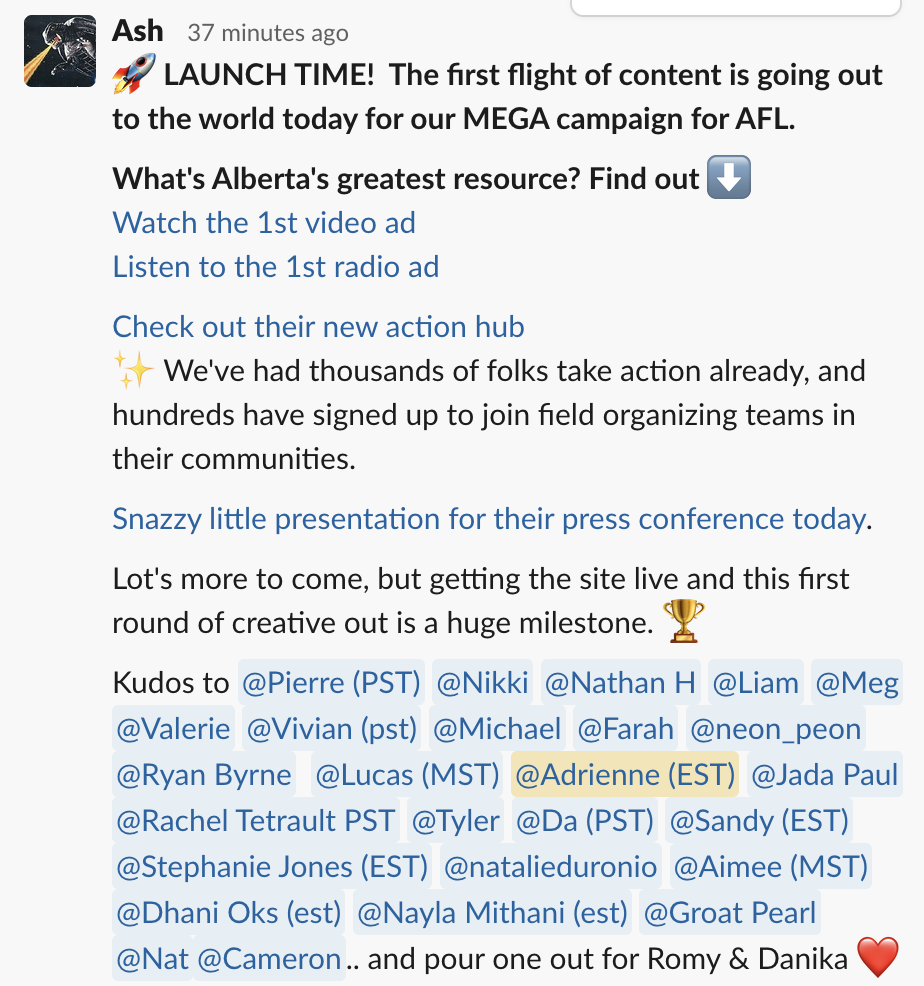 Ash 37 minutes ago
🚀 LAUNCH TIME! The first flight of content is going out
to the world today for our MEGA campaign for AFL.
What's Alberta's greatest resource? Find out ⬇️
Watch the 1st video ad
Listen to the 1st radio ad
Check out their new action hub
✨ We've had thousands of folks take action already, and
hundreds have signed up to join field organizing teams in
their communities.
Snazzy little presentation for their press conference today.
Lot's more to come, but getting the site live and this first
round of creative out is a huge milestone. 🏆
Kudos to @Pierre (PST) @Nikki @Nathan H @Liam @Meg
@Valerie @Vivian (pst) @Michael @Farah @neon_peon
@Ryan Byrne @Lucas (MST) @Adrienne (EST) @Jada Paul
@Rachel Tetrault PST @Tyler @Da (PST) @Sandy (EST)
@Stephanie Jones (EST) @natalieduronio @Aimee (MST)
@Dhani Oks (est) @Nayla Mithani (est) @Groat Pearl
@Nat @Cameron.. and pour one out for Romy & Danika ❤️